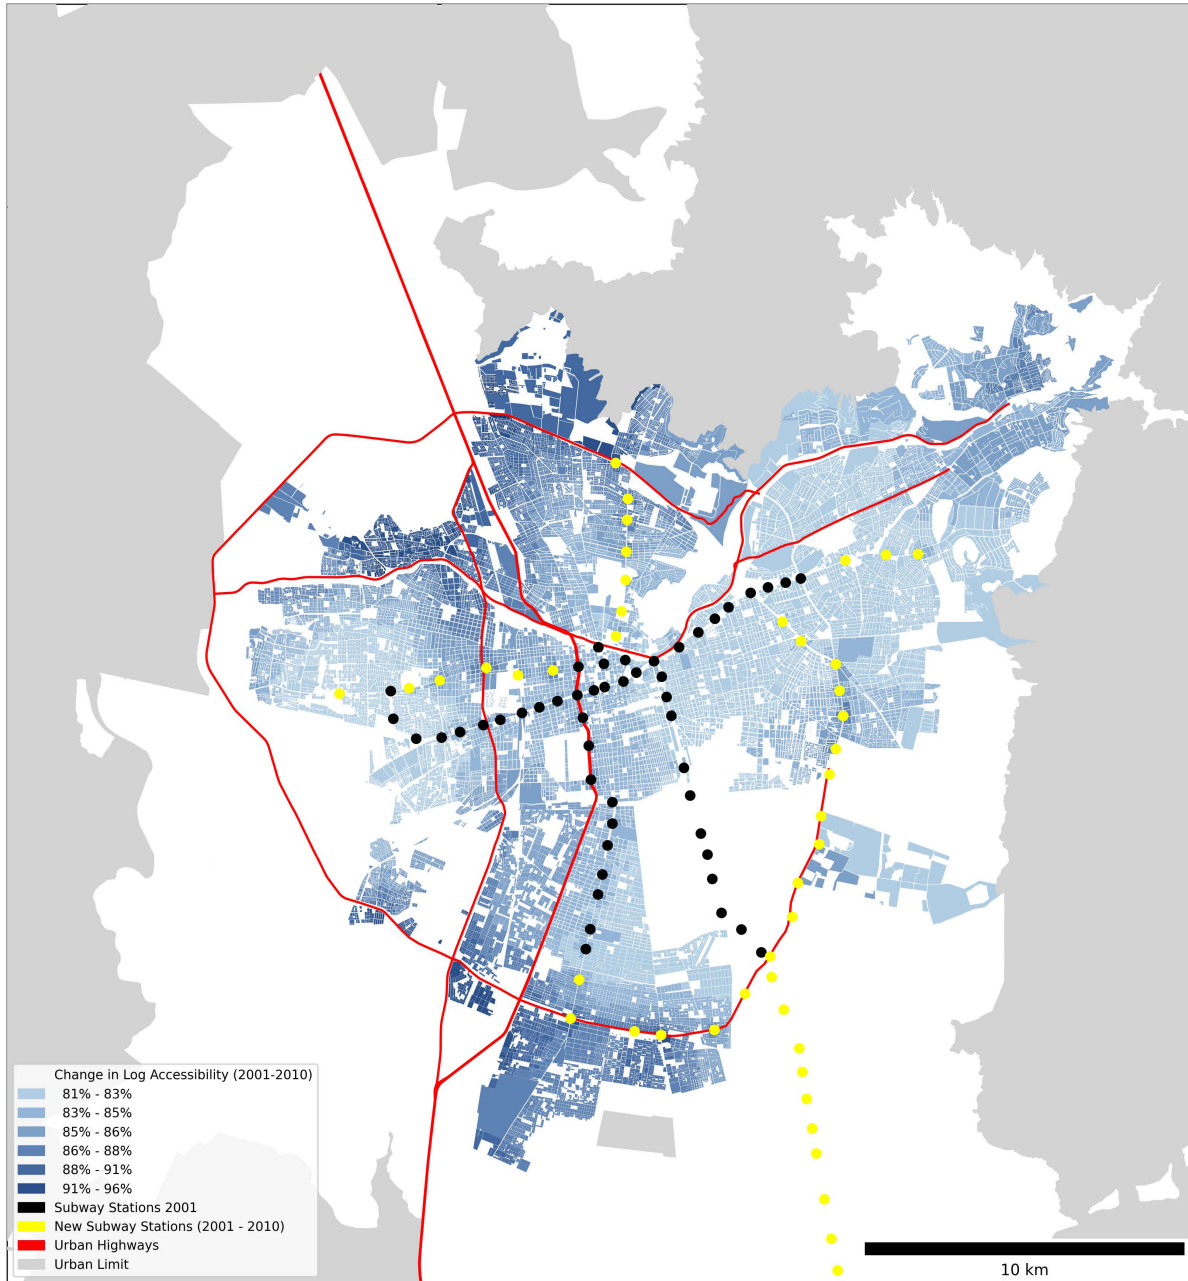 Change in Log Accessibility (2001-2010)
81% - 83%
83% - 85%
85% - 86%
86% - 88%
88% - 91%
91% - 96%
Subway Stations 2001
New Subway Stations (2001 - 2010)
Urban Highways
Urban Limit
10 km